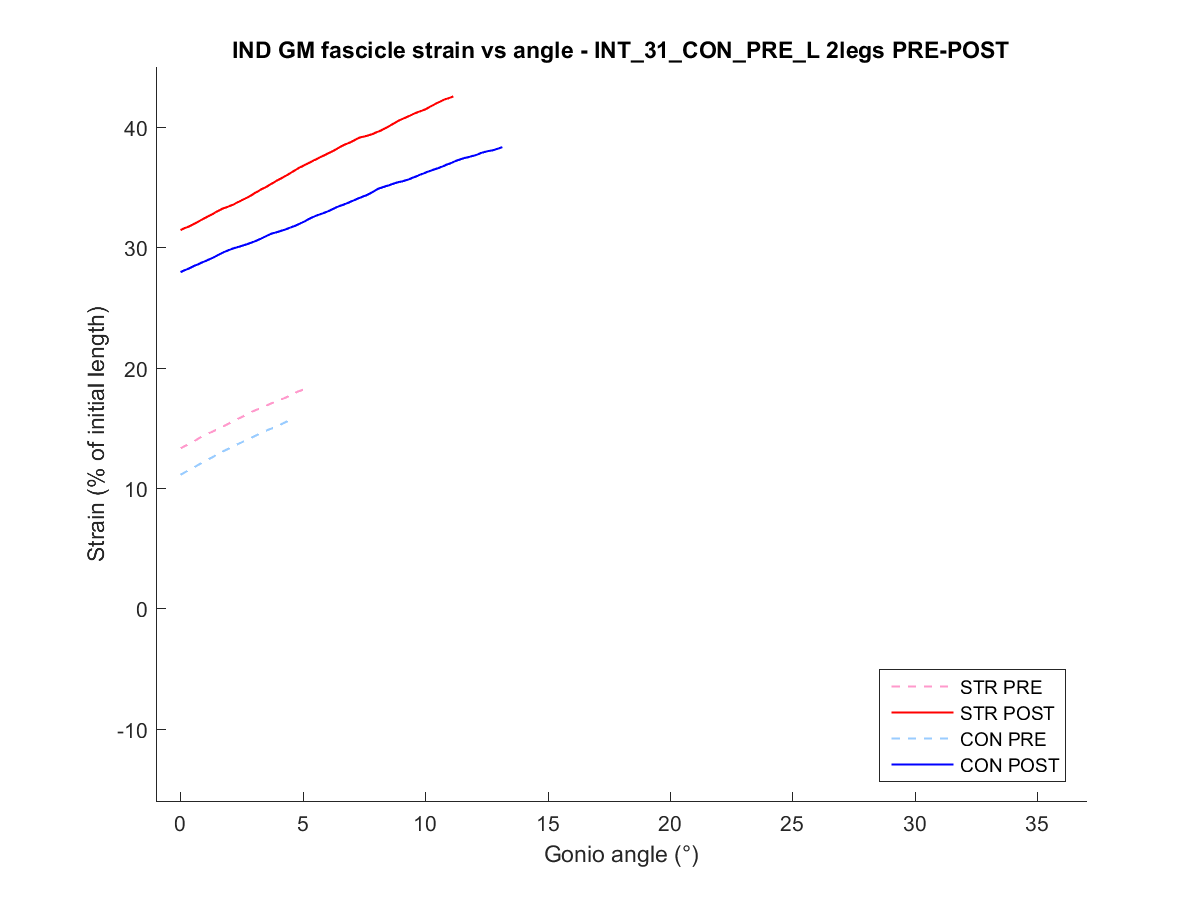 IND GM fascicle strain vs angle - INT_31_CON_PRE_L 2legs PRE-POST
Strain (% of initial length)
40
30
20
10
0
-10
0 5 10 15 20 25 30 35
Gonio angle (°)
STR PRE
STR POST
CON PRE
CON POST